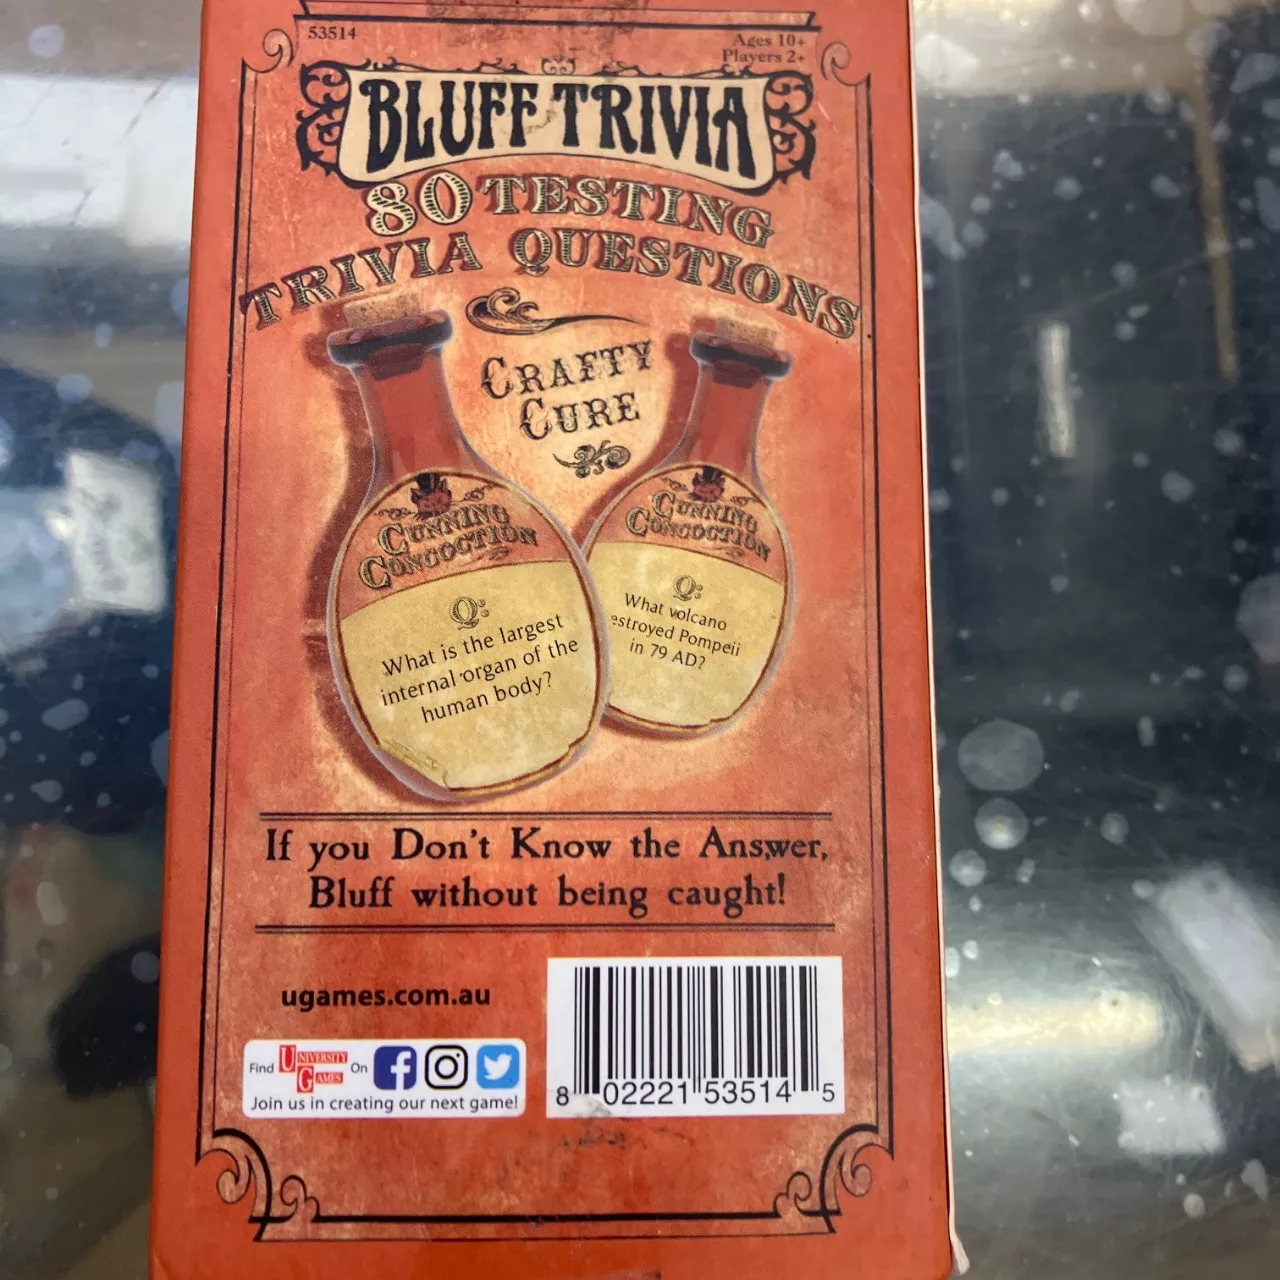 53514
Ages 10+
Players 2+
BLUFF TRIVIA
80 TESTING
TRIVIA QUESTIONS
CRAFTY
CURE
CUNNING
CONCOCTION
Q:
What is the largest
internal organ of the
human body?
CUNNING
CONCOCTION
Q:
What volcano
estroyed Pompeii
in 79 AD?
If you Don't Know the Answer,
Bluff without being caught!
ugames.com.au
Find UNIVERSITY GAMES On
Join us in creating our next game!
8 02221 53514 5